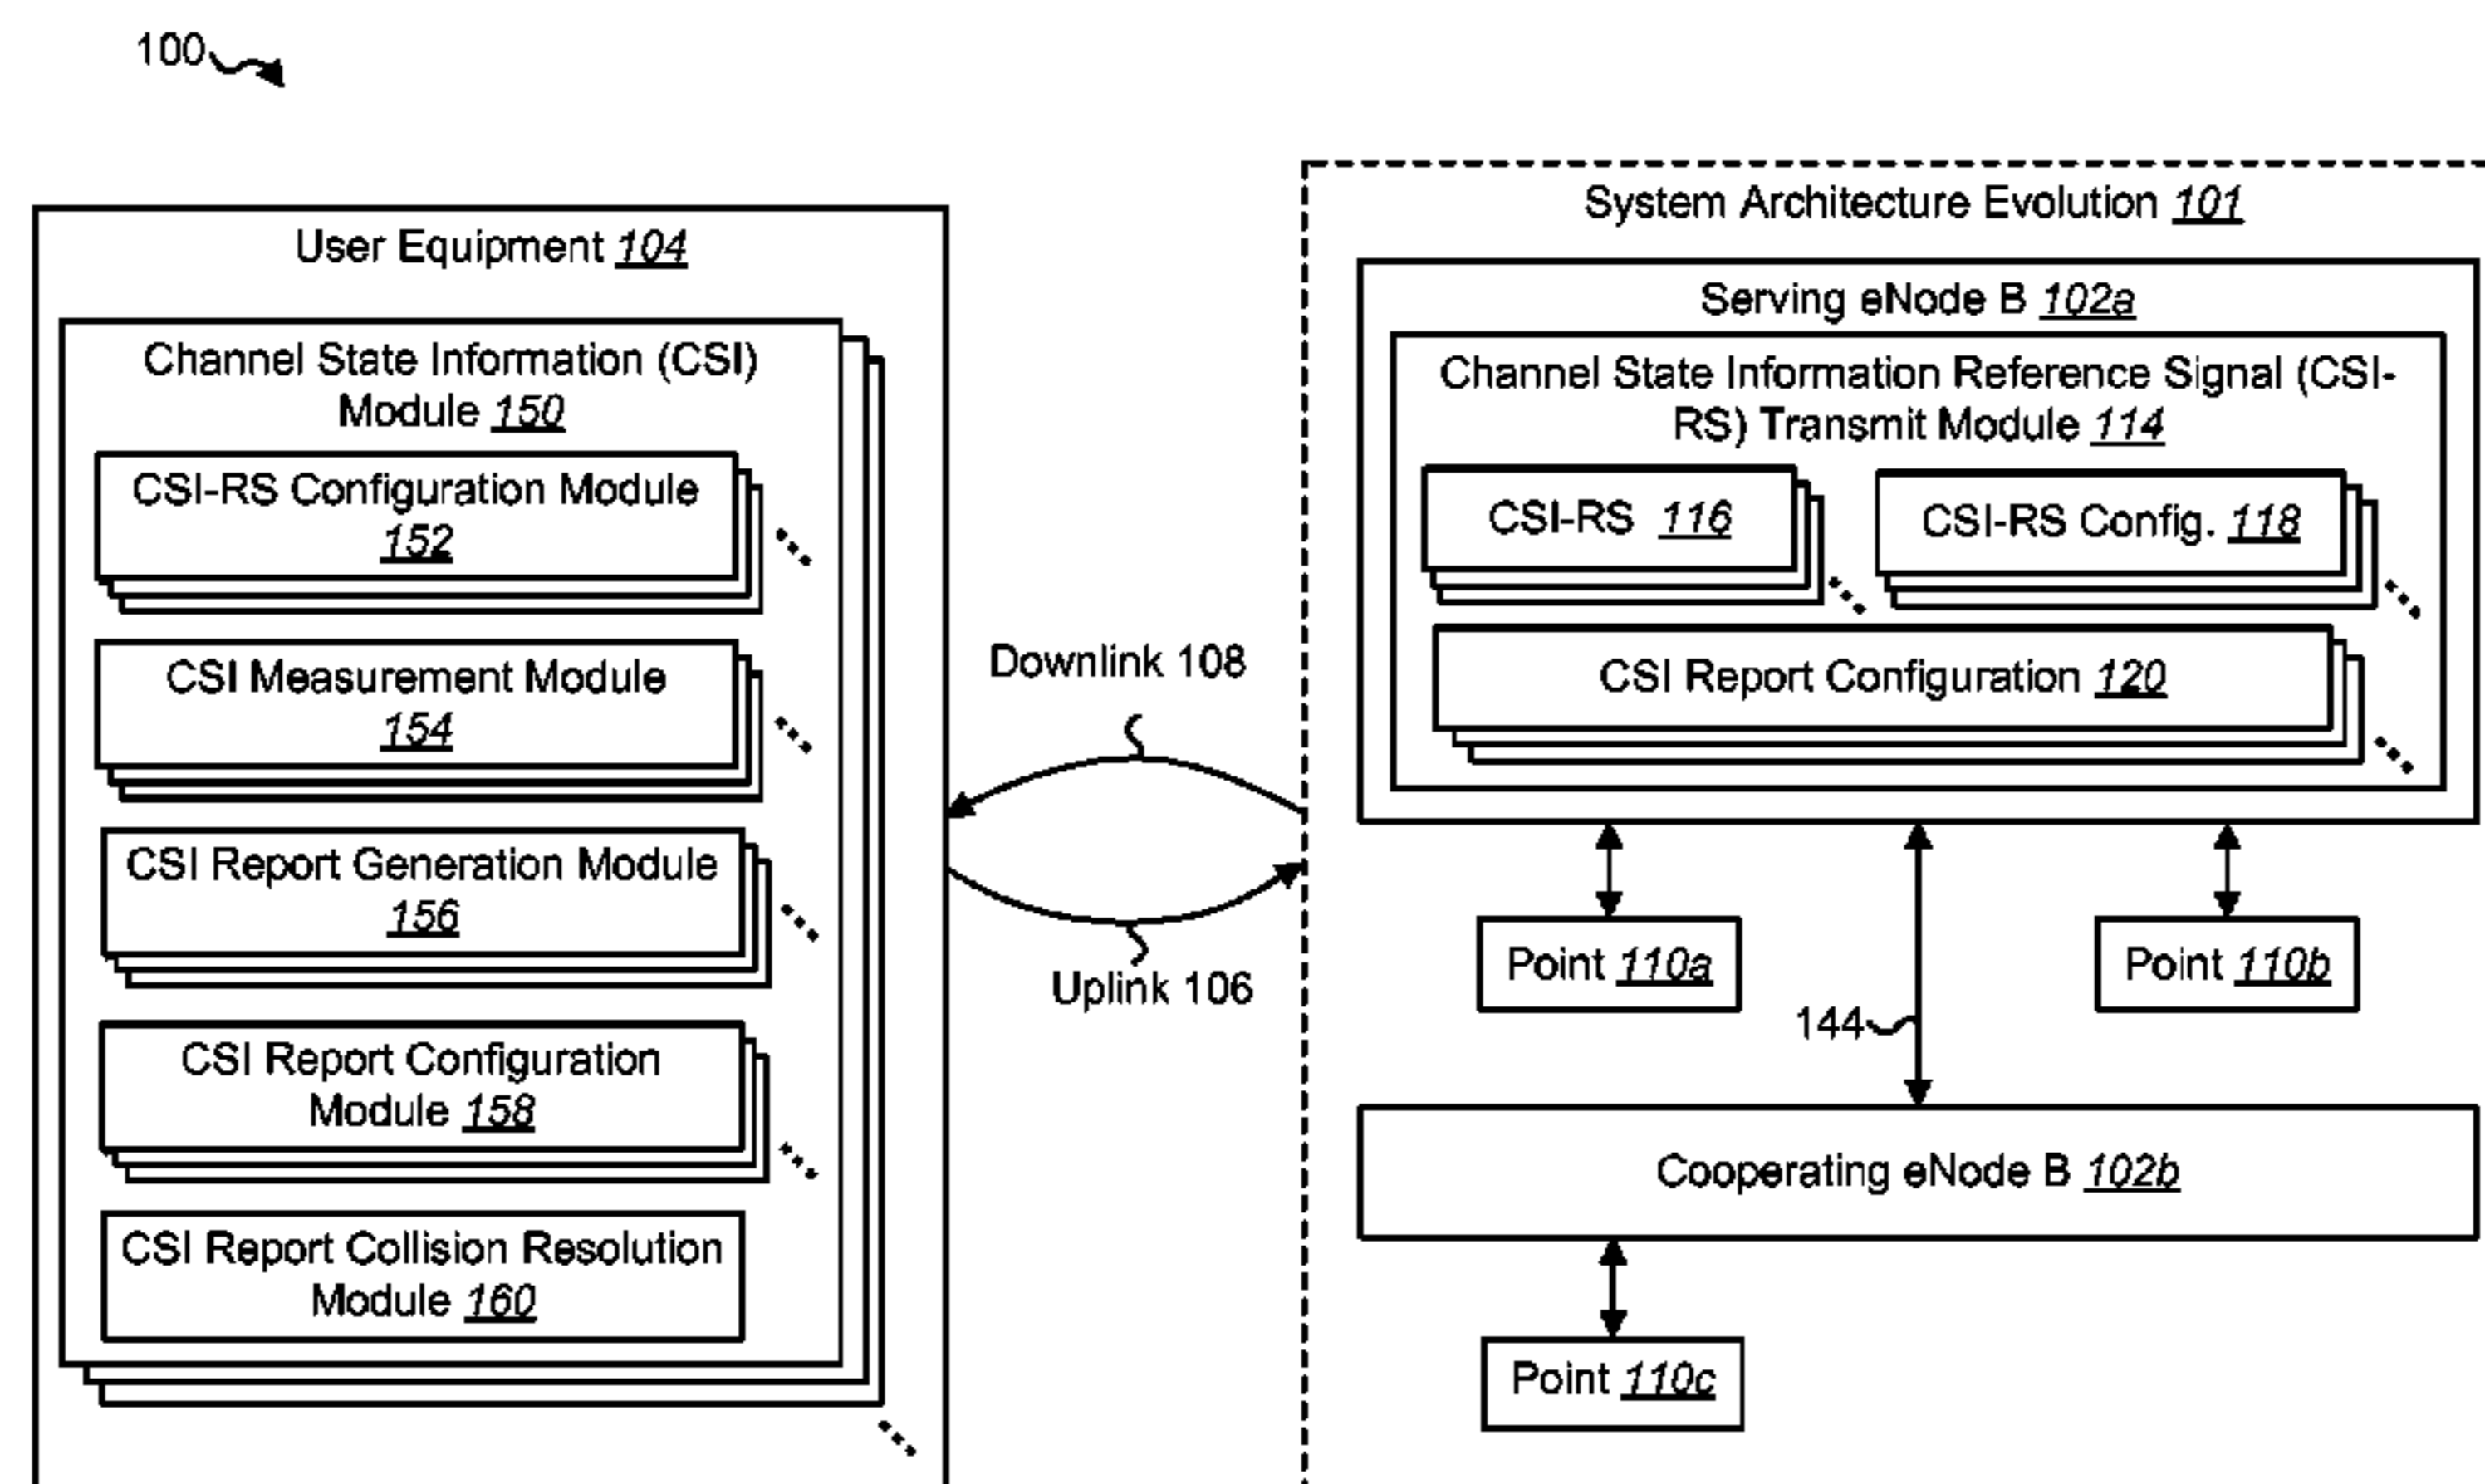 100
User Equipment 104
Channel State Information (CSI)
Module 150
CSI-RS Configuration Module
152
CSI Measurement Module
154
CSI Report Generation Module
156
CSI Report Configuration
Module 158
CSI Report Collision Resolution
Module 160
Downlink 108
Uplink 106
System Architecture Evolution 101
Serving eNode B 102a
Channel State Information Reference Signal (CSI-
RS) Transmit Module 114
CSI-RS 116
CSI-RS Config. 118
CSI Report Configuration 120
Point 110a
Point 110b
144
Cooperating eNode B 102b
Point 110c